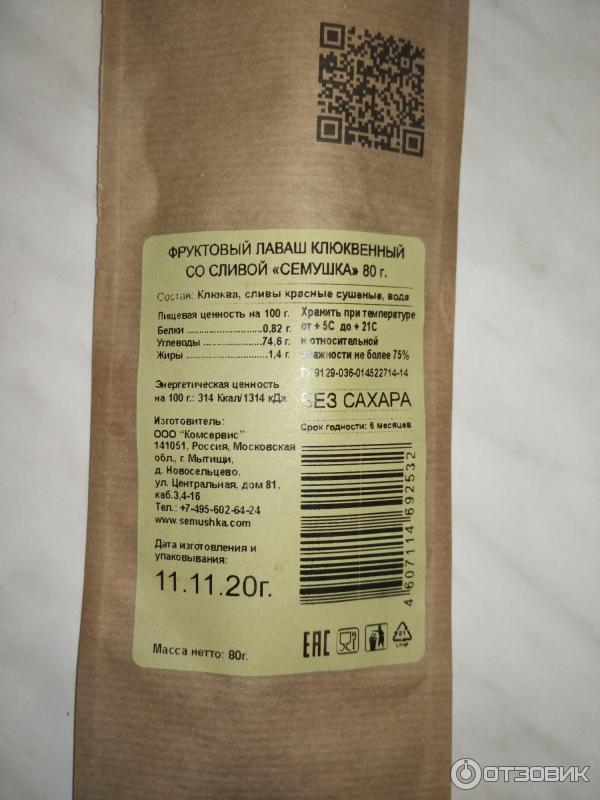 ФРУКТОВЫЙ ЛАВАШ КЛЮКВЕННЫЙ
СО СЛИВОЙ «СЕМУШКА» 80 г.
Состав: Клюква, сливы красные сушеные, вода
Пищевая ценность на 100 г.
Белки 0,82 г.
Углеводы 74,6 г.
Жиры 1,4 г.
Энергетическая ценность
на 100 г.: 314 Ккал/1314 кДж
Изготовитель:
ООО "Комсервис"
141051, Россия, Московская
обл., г. Мытищи,
д. Новосельцево,
ул. Центральная, дом 81,
каб.3,4-16
Тел.: +7-495-602-64-24
www.semushka.com
Дата изготовления и
упаковывания:
11.11.20г.
Масса нетто: 80г.
Хранить при температуре
от + 5С до + 21С
и относительной
влажности не более 75%
ТУ 9129-036-014522714-14
БЕЗ САХАРА
Срок годности: 6 месяцев
4607114692532
EAC
81
ОТЗОВИК